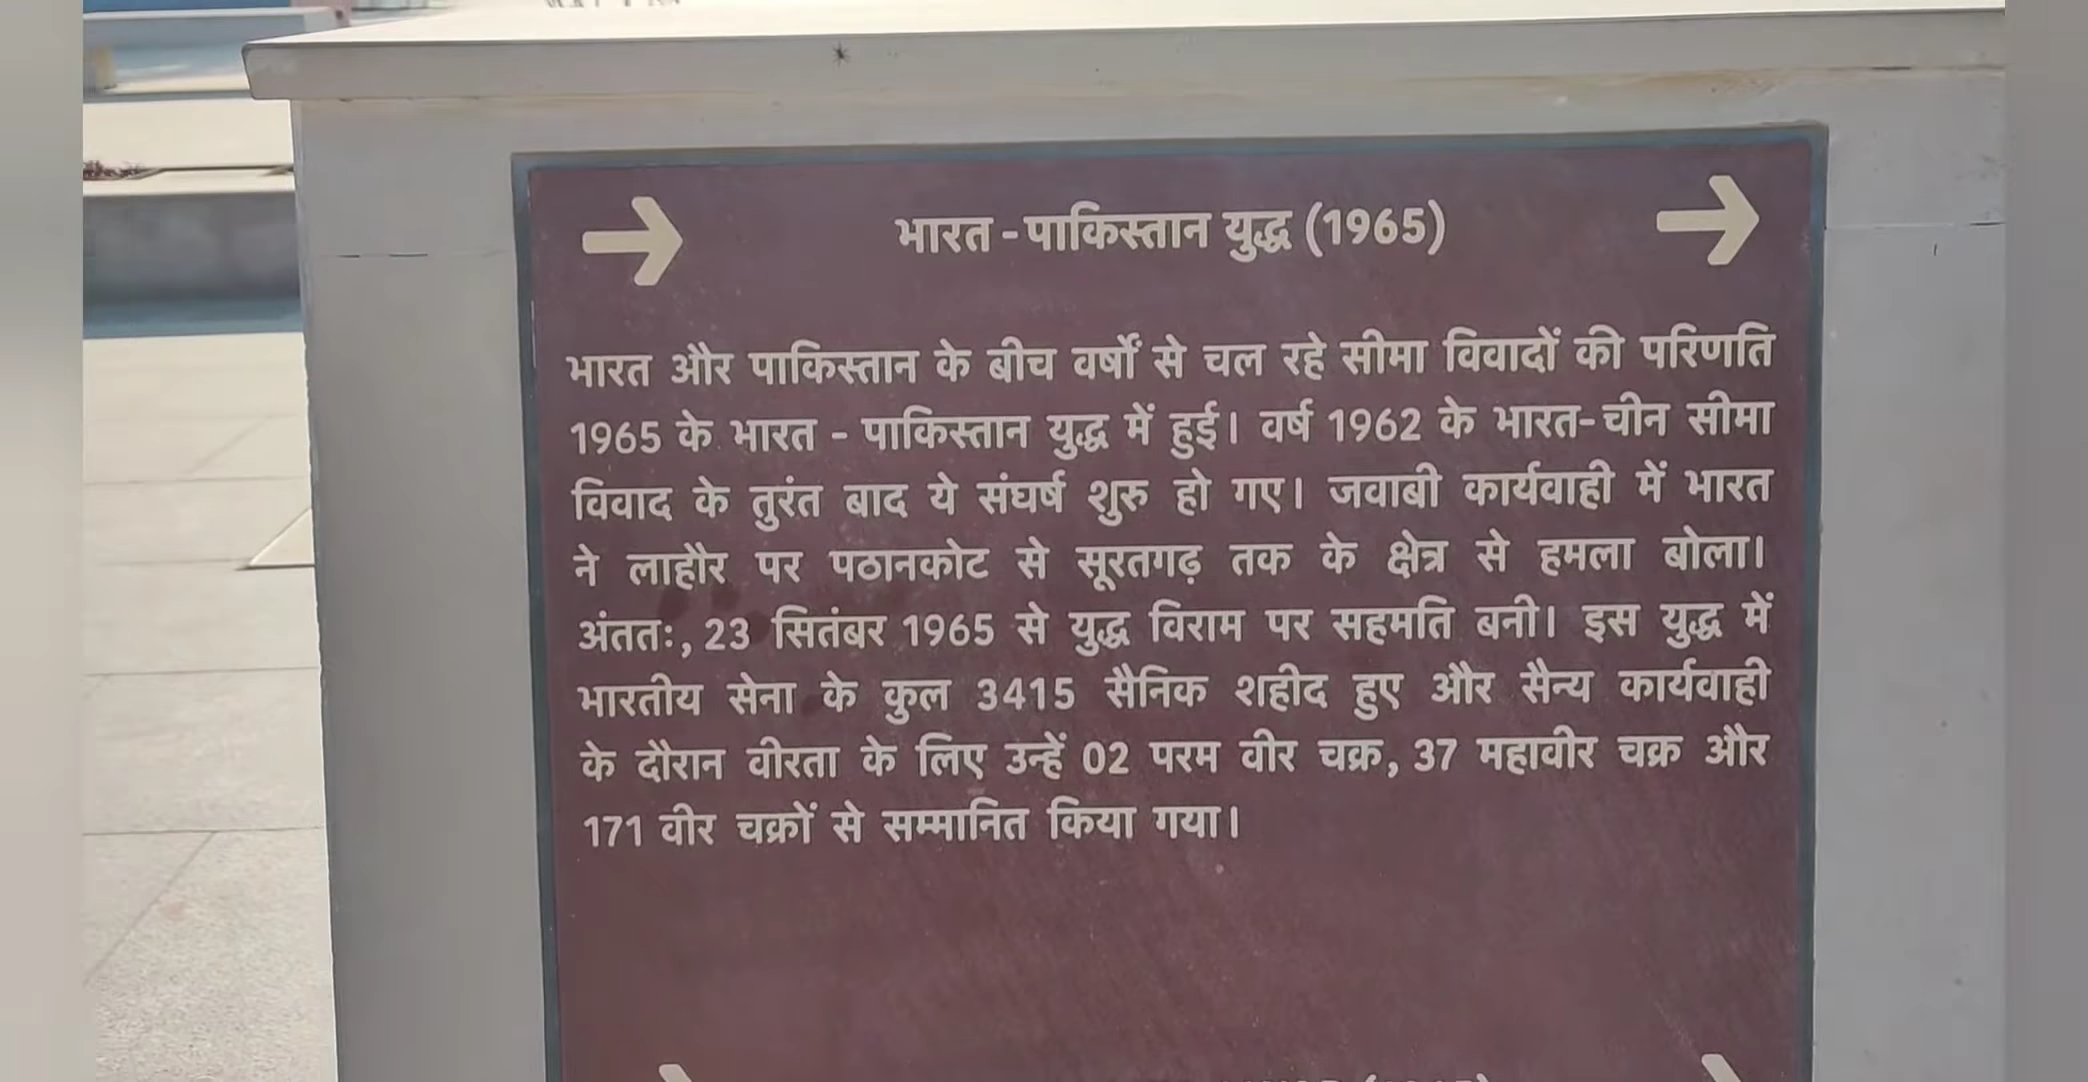 भारत - पाकिस्तान युद्ध (1965)
भारत और पाकिस्तान के बीच वर्षों से चल रहे सीमा विवादों की परिणति
1965 के भारत - पाकिस्तान युद्ध में हुई। वर्ष 1962 के भारत-चीन सीमा
विवाद के तुरंत बाद ये संघर्ष शुरु हो गए। जवाबी कार्यवाही में भारत
ने लाहौर पर पठानकोट से सूरतगढ़ तक के क्षेत्र से हमला बोला।
अंततः, 23 सितंबर 1965 से युद्ध विराम पर सहमति बनी। इस युद्ध में
भारतीय सेना के कुल 3415 सैनिक शहीद हुए और सैन्य कार्यवाही
के दौरान वीरता के लिए उन्हें 02 परम वीर चक्र, 37 महावीर चक्र और
171 वीर चक्रों से सम्मानित किया गया।